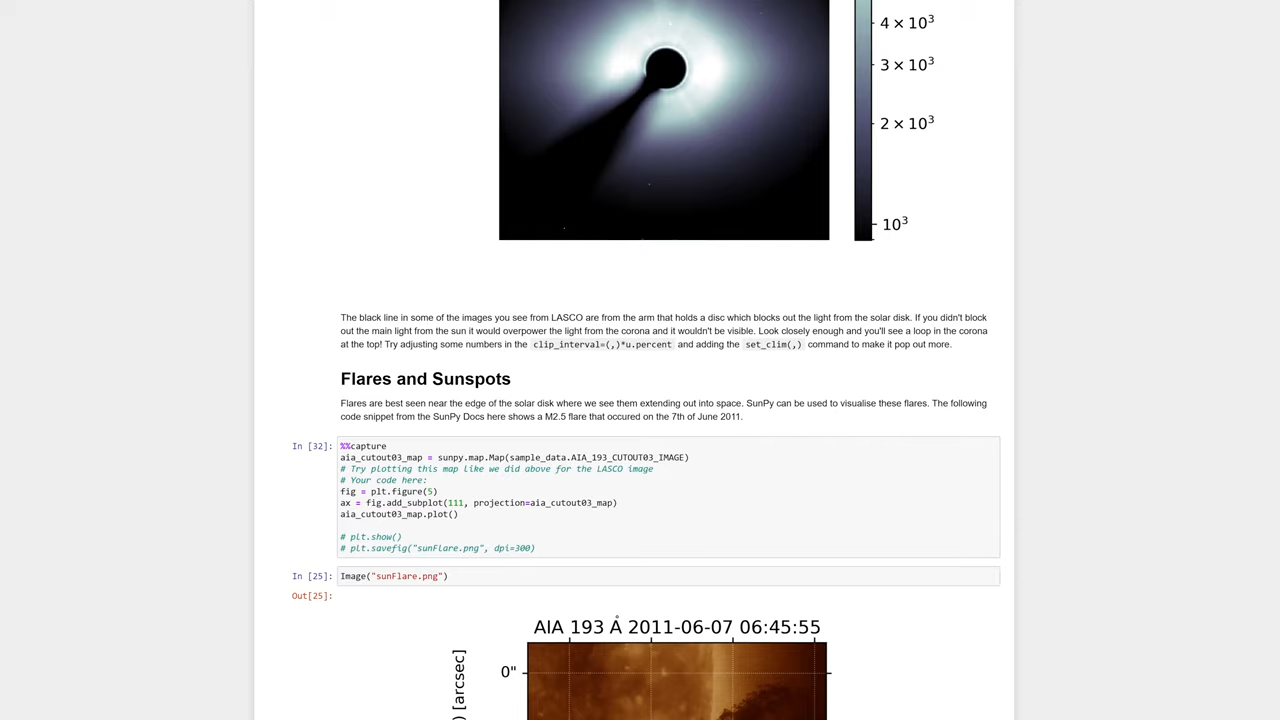 4 × 10³
3 × 10³
2 × 10³
10³
The black line in some of the images you see from LASCO are from the arm that holds a disc which blocks out the light from the solar disk. If you didn't block
out the main light from the sun it would overpower the light from the corona and it wouldn't be visible. Look closely enough and you'll see a loop in the corona
at the top! Try adjusting some numbers in the clip_interval=(,)*u.percent and adding the set_clim(,) command to make it pop out more.
Flares and Sunspots
Flares are best seen near the edge of the solar disk where we see them extending out into space. SunPy can be used to visualise these flares. The following
code snippet from the SunPy Docs here shows a M2.5 flare that occured on the 7th of June 2011.
In [32]: %%capture
aia_cutout03_map = sunpy.map.Map(sample_data.AIA_193_CUTOUT03_IMAGE)
# Try plotting this map like we did above for the LASCO image
# Your code here:
fig = plt.figure(5)
ax = fig.add_subplot(111, projection=aia_cutout03_map)
aia_cutout03_map.plot()
# plt.show()
# plt.savefig("sunFlare.png", dpi=300)
In [25]: Image("sunFlare.png")
Out[25]:
AIA 193 Å 2011-06-07 06:45:55
0"
) [arcsec]